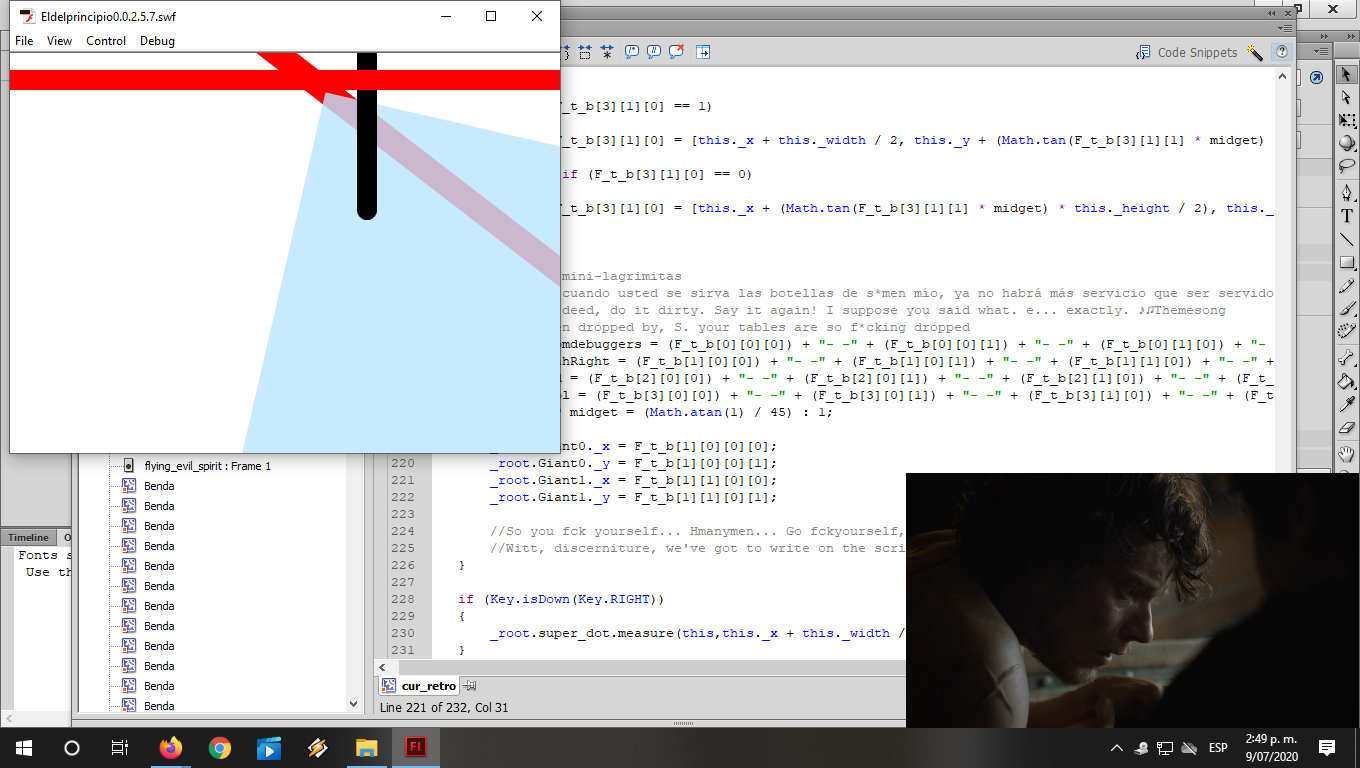 Eldelprincipio0.0.2.5.7.swf
File View Control Debug
Code Snippets
F_t_b[3][1][0] == 1)
F_t_b[3][1][0] = [this._x + this._width / 2, this._y + (Math.tan(F_t_b[3][1][1] * midget)
if (F_t_b[3][1][0] == 0)
F_t_b[3][1][0] = [this._x + (Math.tan(F_t_b[3][1][1] * midget) * this._height / 2), this._
mini-lagrimitas
cuando usted se sirva las botellas de s*men mío, ya no habrá más servicio que ser servido
deed, do it dirty. Say it again! I suppose you said what. e... exactly. ♪♫Themesong
en dropped by, S. your tables are so f*cking dropped
omdebuggers = (F_t_b[0][0][0]) + "- -" + (F_t_b[0][0][1]) + "- -" + (F_t_b[0][1][0]) + "-
hRight = (F_t_b[1][0][0]) + "- -" + (F_t_b[1][0][1]) + "- -" + (F_t_b[1][1][0]) + "- -" +
l = (F_t_b[2][0][0]) + "- -" + (F_t_b[2][0][1]) + "- -" + (F_t_b[2][1][0]) + "- -" + (F_t_
ol = (F_t_b[3][0][0]) + "- -" + (F_t_b[3][0][1]) + "- -" + (F_t_b[3][1][0]) + "- -" + (F_t
midget = (Math.atan(1) / 45) : 1;
ant0._x = F_t_b[1][0][0][0];
220 _root.Giant0._y = F_t_b[1][0][0][1];
221 _root.Giant1._x = F_t_b[1][1][0][0];
222 _root.Giant1._y = F_t_b[1][1][0][1];
223
224 //So you fck yourself... Hmanymen... Go fckyourself,
225 //Witt, discerniture, we've got to write on the scri
226 }
227
228 if (Key.isDown(Key.RIGHT))
229 {
230 _root.super_dot.measure(this,this._x + this._width /
231 }
flying_evil_spirit : Frame 1
Benda
Benda
Benda
Benda
Benda
Benda
Benda
Benda
Benda
Benda
Benda
Benda
Timeline
Fonts s
Use th
cur_retro
Line 221 of 232, Col 31
Fl
ESP
2:49 p. m.
9/07/2020